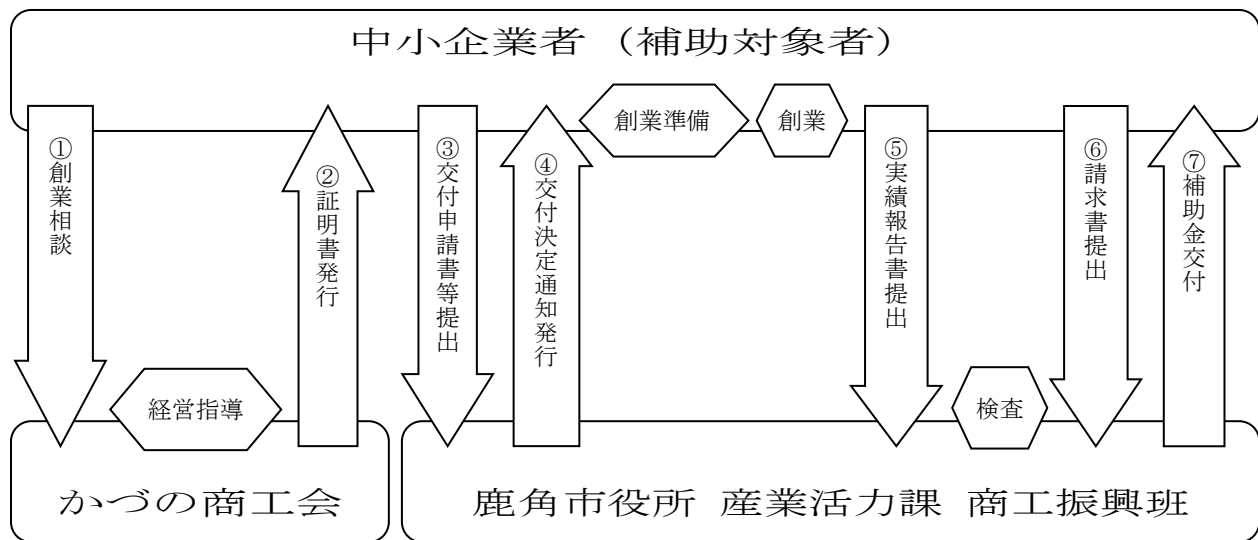 中小企業者（補助対象者）
①創業相談
②証明書発行
③交付申請書等提出
④交付決定通知発行
創業準備
創業
⑤実績報告書提出
⑥請求書提出
⑦補助金交付
経営指導
検査
かづの商工会
鹿角市役所 産業活力課 商工振興班